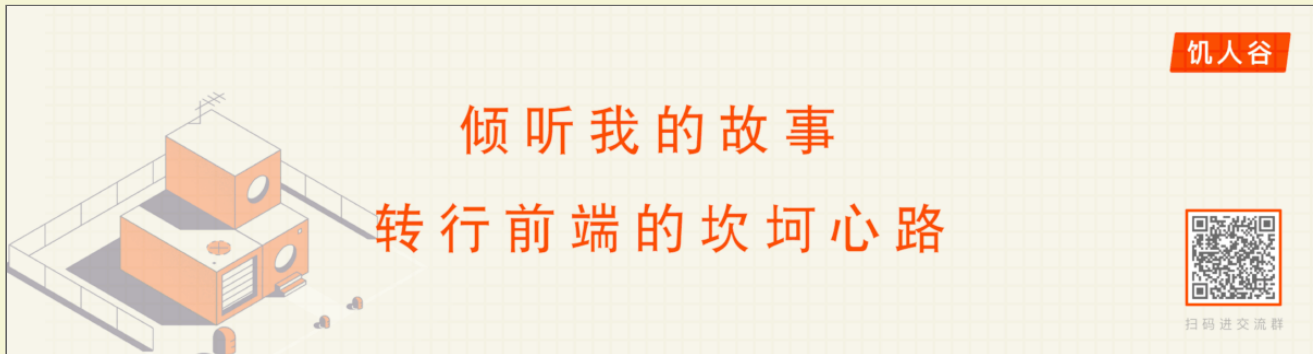 饥人谷
倾听我的故事
转行前端的坎坷心路
扫码进交流群